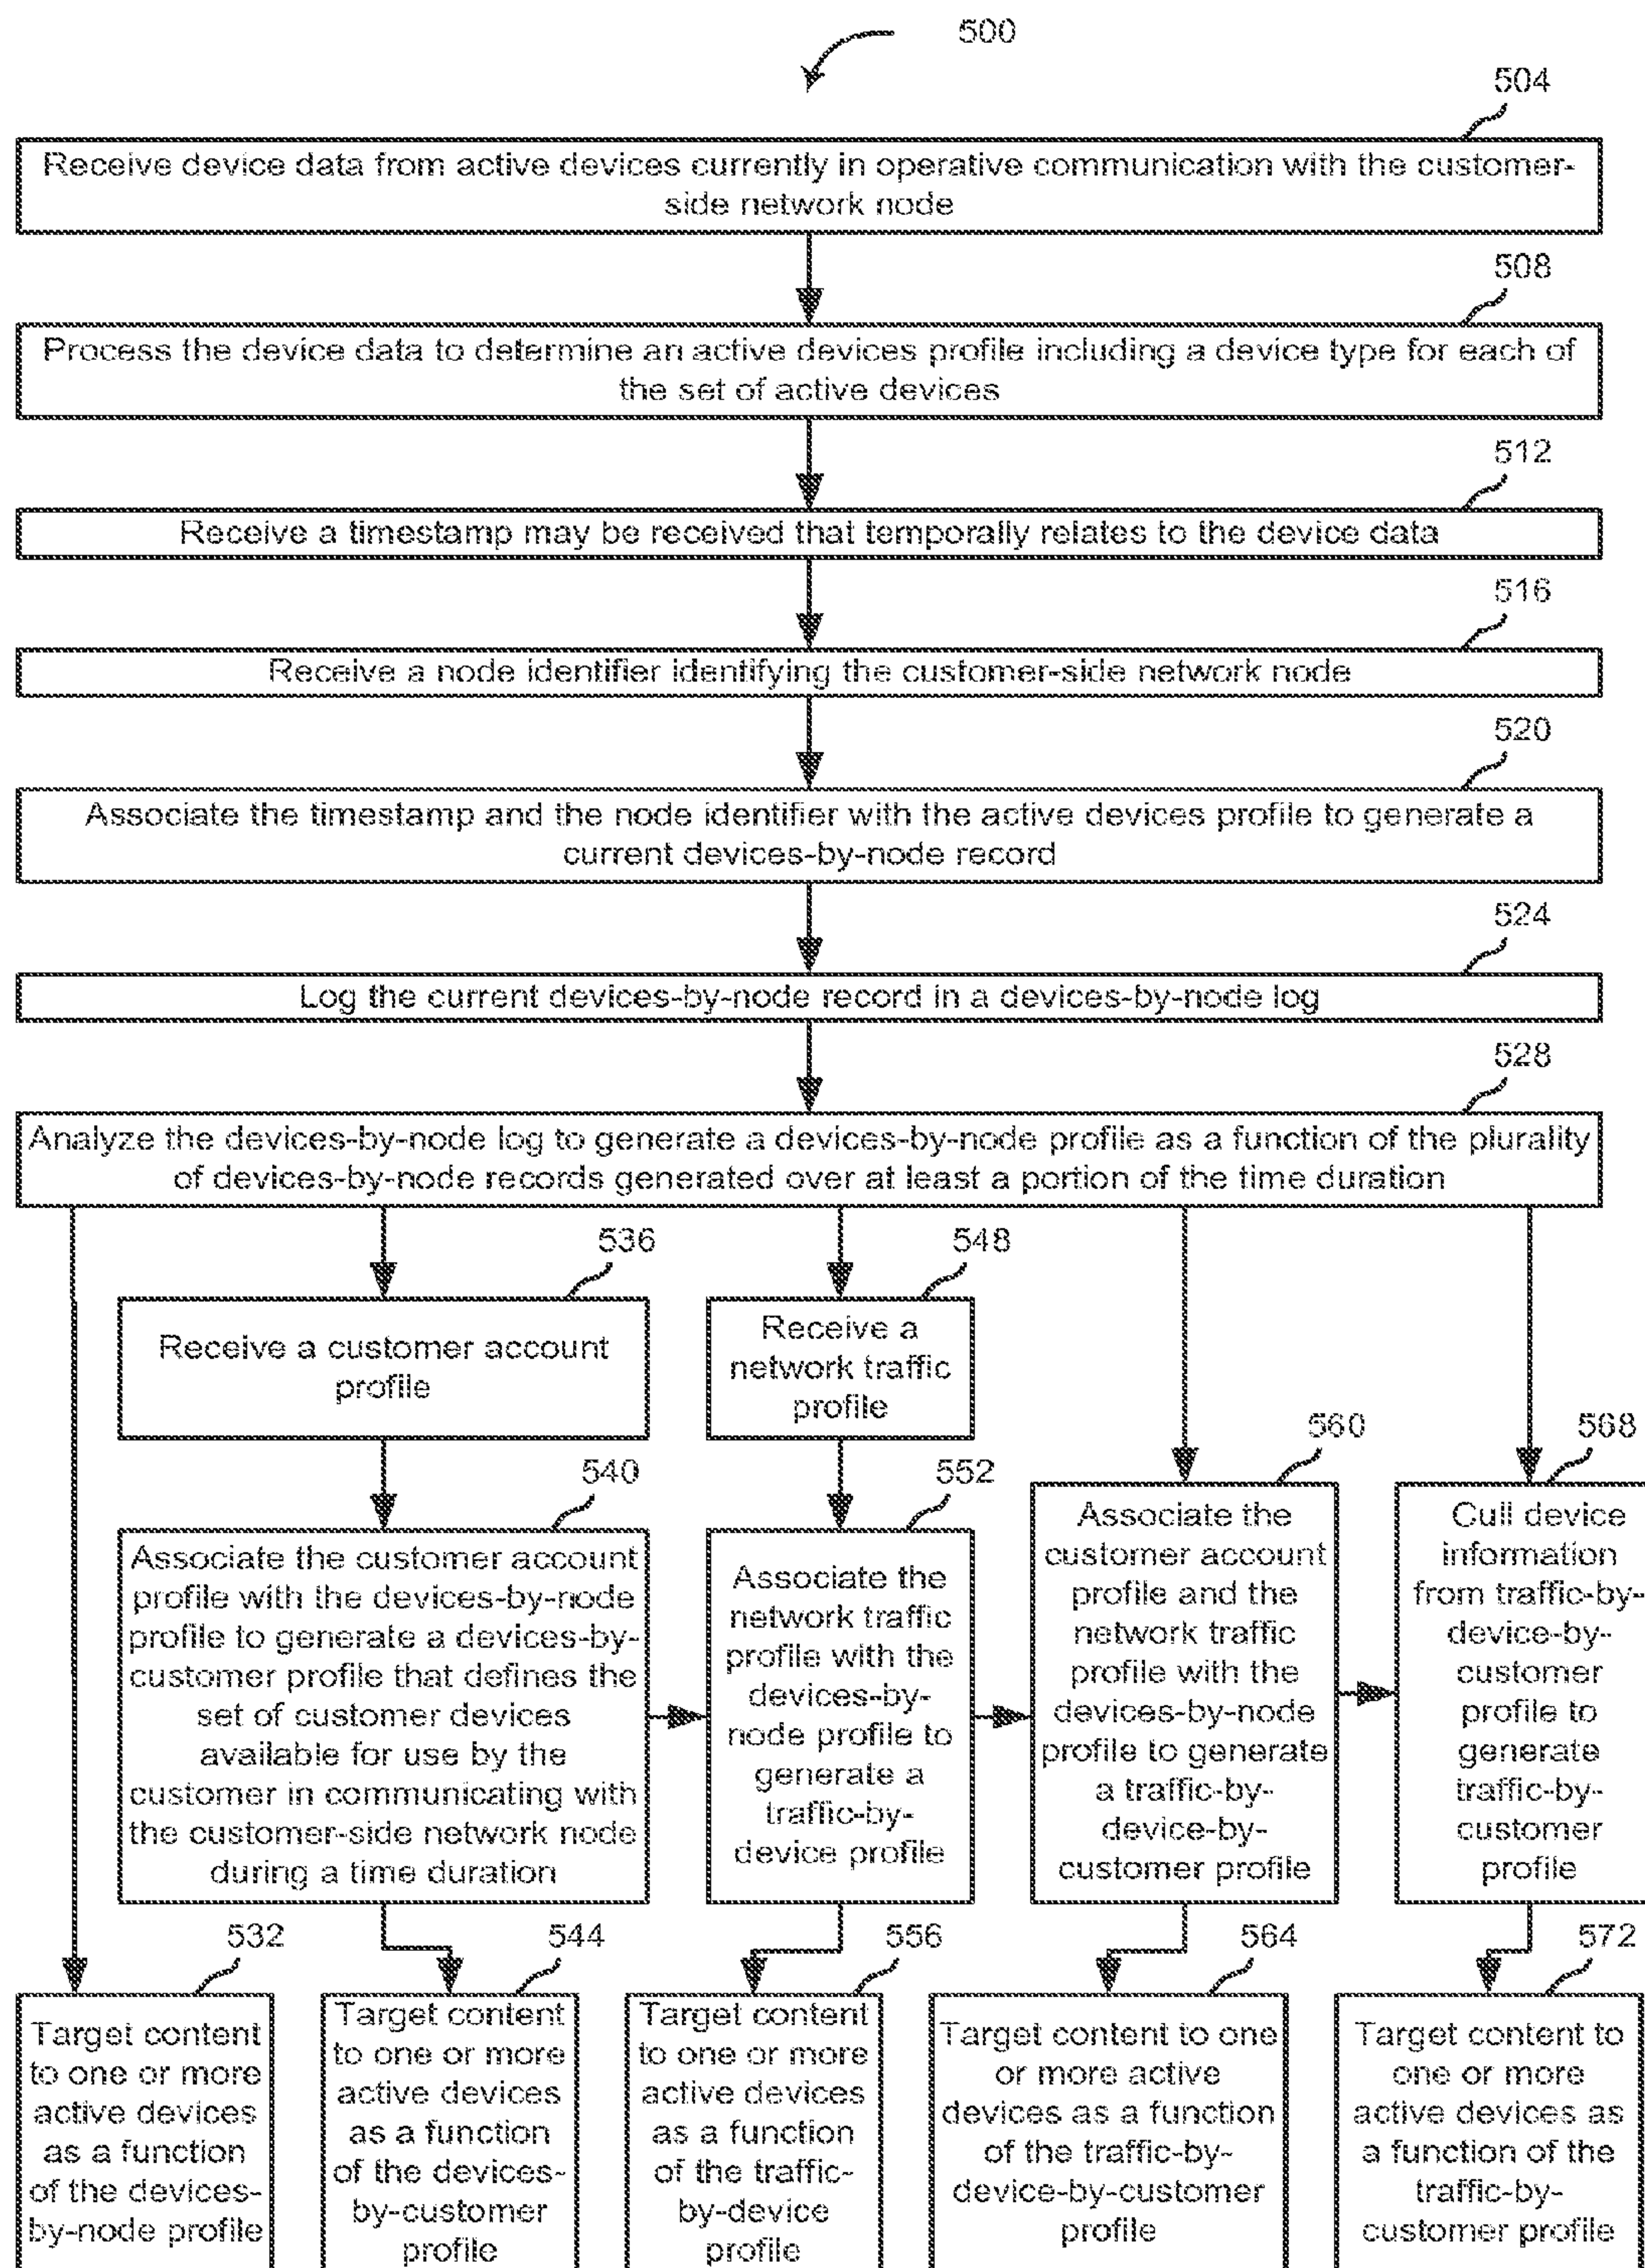 500
504
Receive device data from active devices currently in operative communication with the customer-
side network node
508
Process the device data to determine an active devices profile including a device type for each of
the set of active devices
512
Receive a timestamp may be received that temporally relates to the device data
516
Receive a node identifier identifying the customer-side network node
520
Associate the timestamp and the node identifier with the active devices profile to generate a
current devices-by-node record
524
Log the current devices-by-node record in a devices-by-node log
528
Analyze the devices-by-node log to generate a devices-by-node profile as a function of the plurality
of devices-by-node records generated over at least a portion of the time duration
536
Receive a customer account
profile
548
Receive a
network traffic
profile
540
Associate the customer account
profile with the devices-by-node
profile to generate a devices-by-
customer profile that defines the
set of customer devices
available for use by the
customer in communicating with
the customer-side network node
during a time duration
552
Associate the
network traffic
profile with the
devices-by-
node profile to
generate a
traffic-by-
device profile
560
Associate the
customer account
profile and the
network traffic
profile with the
devices-by-node
profile to generate
a traffic-by-
device-by-
customer profile
568
Cull device
information
from traffic-by-
device-by-
customer
profile to
generate
traffic-by-
customer
profile
532
Target content
to one or more
active devices
as a function
of the devices-
by-node profile
544
Target content
to one or more
active devices
as a function
of the devices-
by-customer
profile
556
Target content
to one or more
active devices
as a function
of the traffic-
by-device
profile
564
Target content to one
or more active
devices as a function
of the traffic-by-
device-by-customer
profile
572
Target content to
one or more
active devices as
a function of the
traffic-by-
customer profile